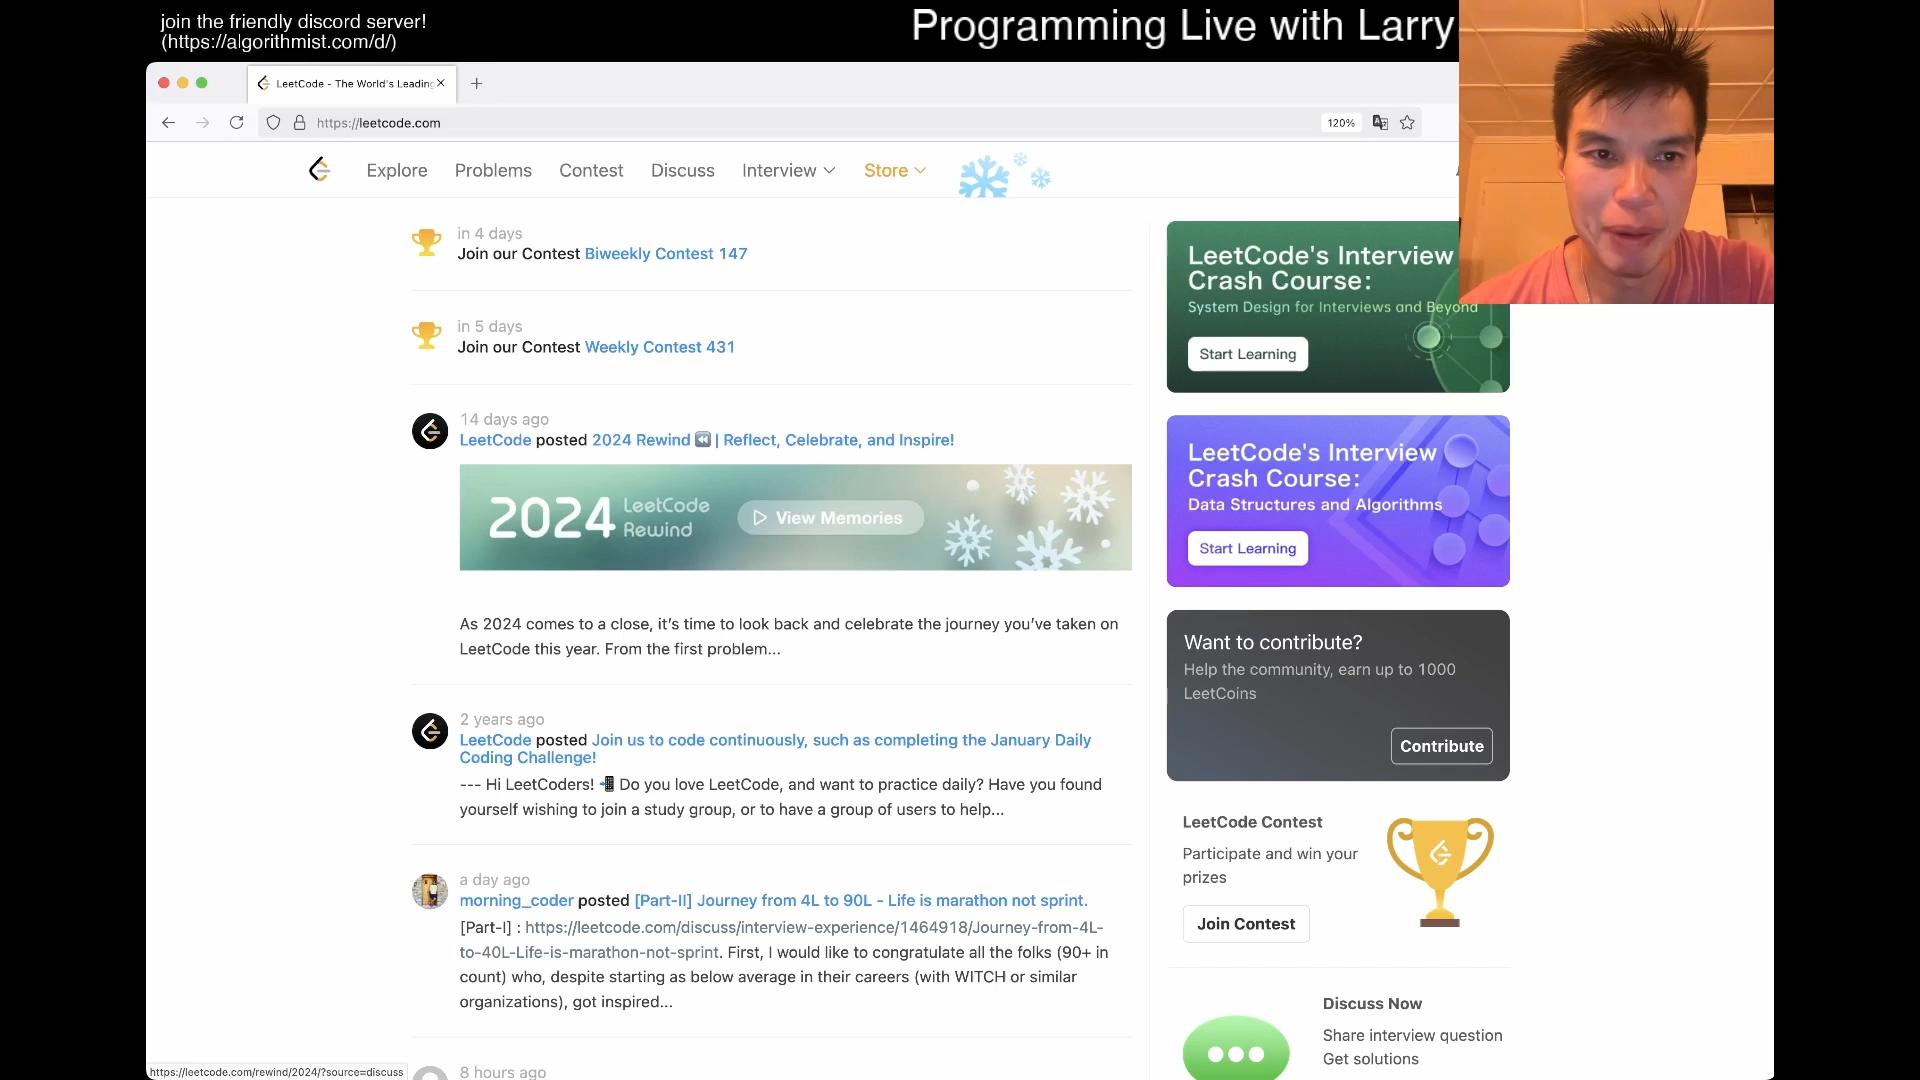 join the friendly discord server!
(https://algorithmist.com/d/)
Programming Live with Larry
LeetCode - The World's Leading
https://leetcode.com
120%
Explore
Problems
Contest
Discuss
Interview
Store
in 4 days
Join our Contest Biweekly Contest 147
in 5 days
Join our Contest Weekly Contest 431
14 days ago
LeetCode posted 2024 Rewind ⏪ | Reflect, Celebrate, and Inspire!
2024 LeetCode Rewind
View Memories
As 2024 comes to a close, it’s time to look back and celebrate the journey you’ve taken on
LeetCode this year. From the first problem...
2 years ago
LeetCode posted Join us to code continuously, such as completing the January Daily
Coding Challenge!
--- Hi LeetCoders! 📲 Do you love LeetCode, and want to practice daily? Have you found
yourself wishing to join a study group, or to have a group of users to help...
a day ago
morning_coder posted [Part-II] Journey from 4L to 90L - Life is marathon not sprint.
[Part-I] : https://leetcode.com/discuss/interview-experience/1464918/Journey-from-4L-
to-40L-Life-is-marathon-not-sprint. First, I would like to congratulate all the folks (90+ in
count) who, despite starting as below average in their careers (with WITCH or similar
organizations), got inspired...
8 hours ago
https://leetcode.com/rewind/2024/?source=discuss
LeetCode's Interview
Crash Course:
System Design for Interviews and Beyond
Start Learning
LeetCode's Interview
Crash Course:
Data Structures and Algorithms
Start Learning
Want to contribute?
Help the community, earn up to 1000
LeetCoins
Contribute
LeetCode Contest
Participate and win your
prizes
Join Contest
Discuss Now
Share interview question
Get solutions